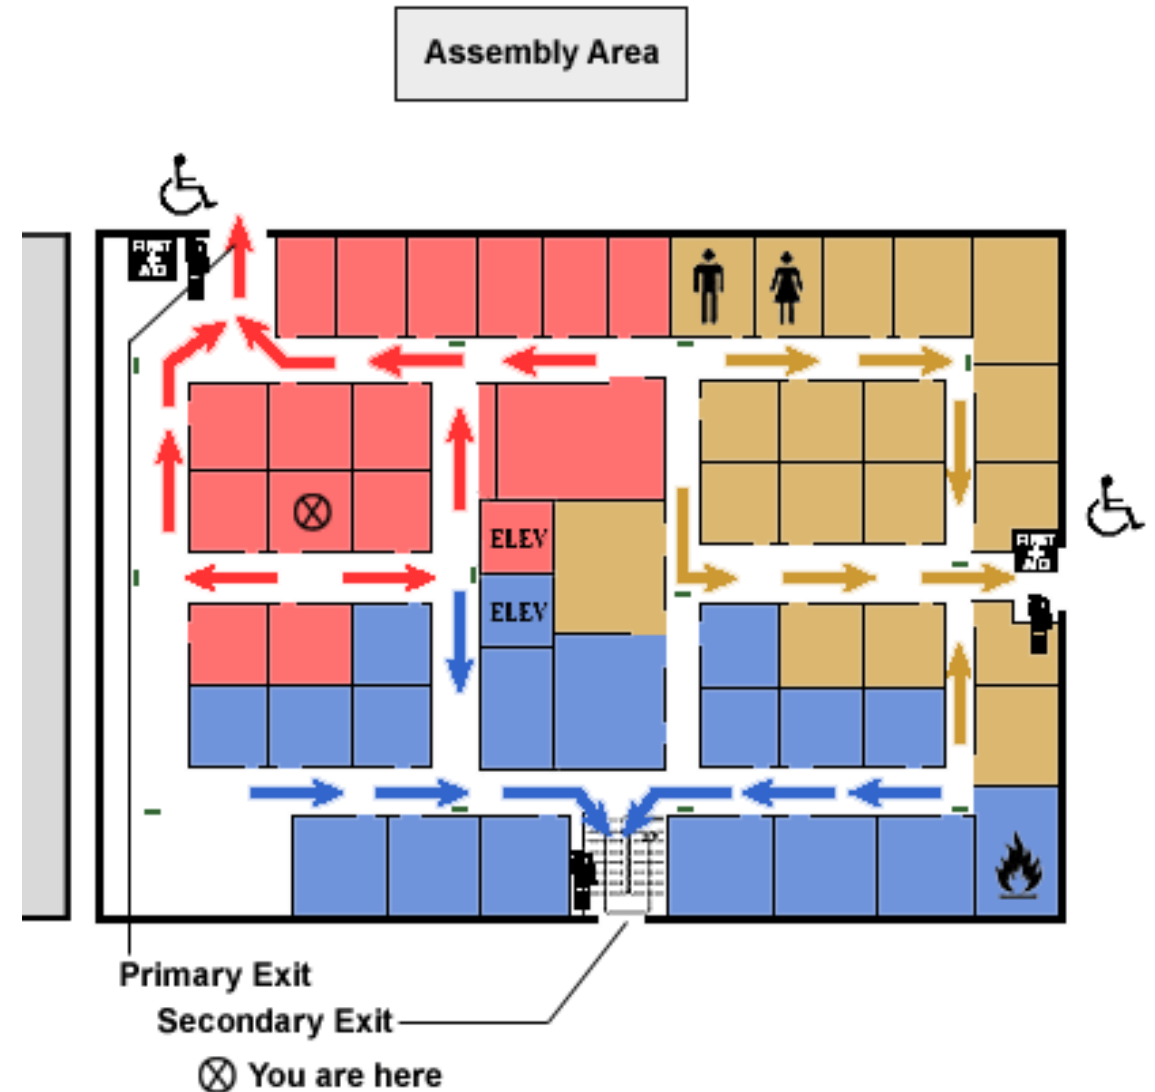 Assembly Area
FIRST
AID
ELEV
FIRST
AID
ELEV
Primary Exit
Secondary Exit
You are here